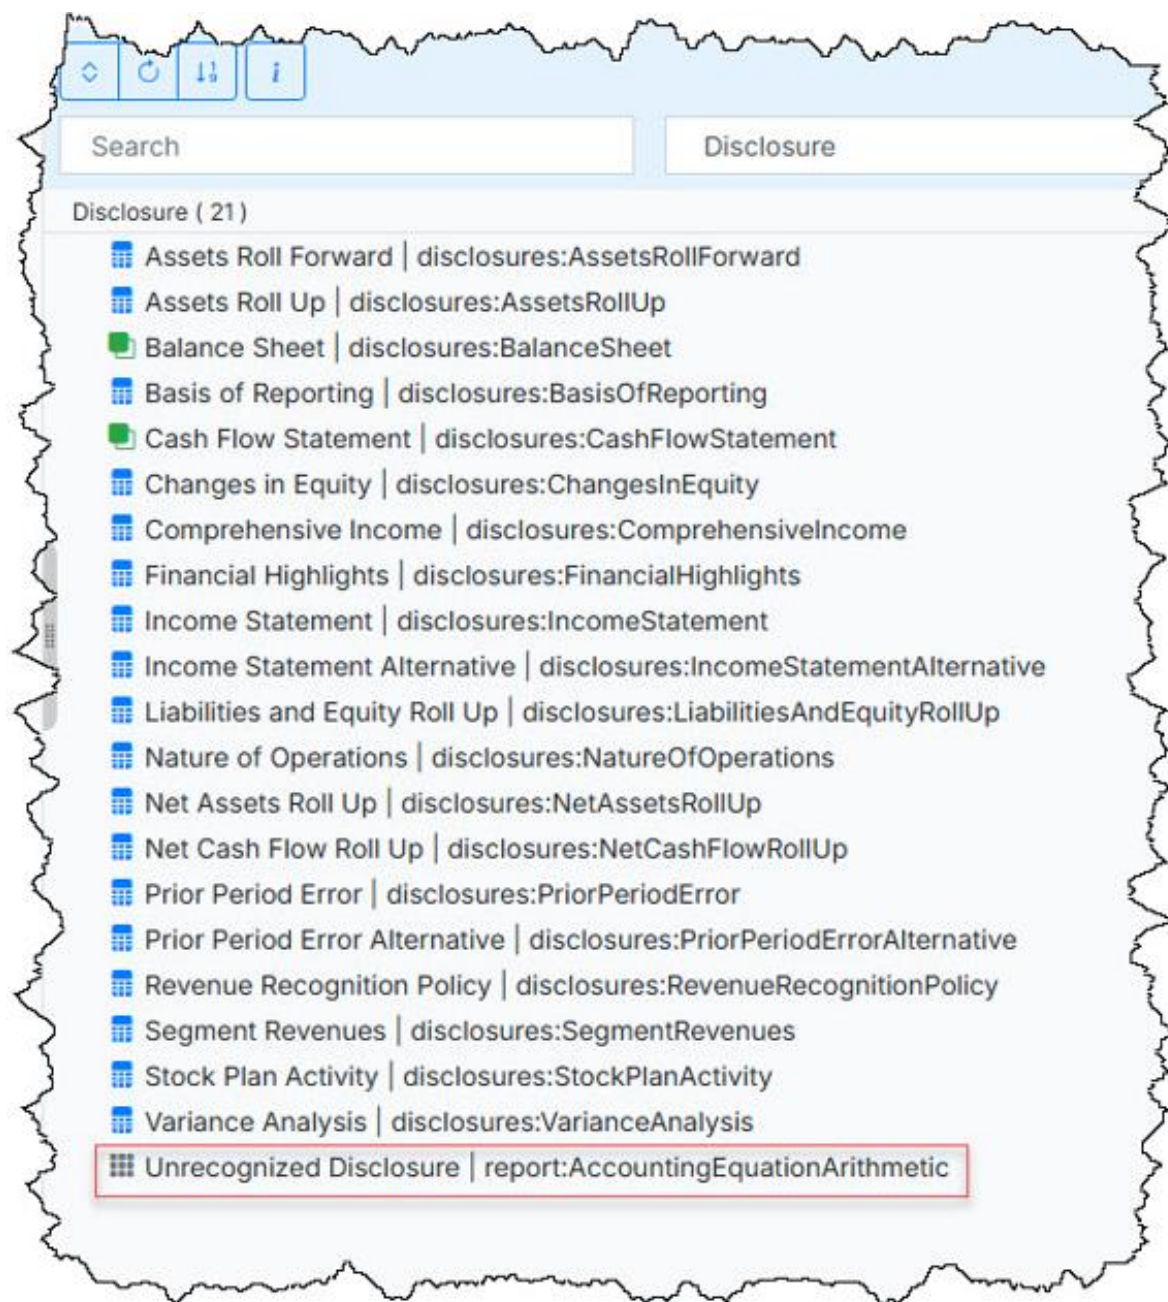 i
Search
Disclosure
Disclosure ( 21 )
Assets Roll Forward | disclosures:AssetsRollForward
Assets Roll Up | disclosures:AssetsRollUp
Balance Sheet | disclosures:BalanceSheet
Basis of Reporting | disclosures:BasisOfReporting
Cash Flow Statement | disclosures:CashFlowStatement
Changes in Equity | disclosures:ChangesInEquity
Comprehensive Income | disclosures:ComprehensiveIncome
Financial Highlights | disclosures:FinancialHighlights
Income Statement | disclosures:IncomeStatement
Income Statement Alternative | disclosures:IncomeStatementAlternative
Liabilities and Equity Roll Up | disclosures:LiabilitiesAndEquityRollUp
Nature of Operations | disclosures:NatureOfOperations
Net Assets Roll Up | disclosures:NetAssetsRollUp
Net Cash Flow Roll Up | disclosures:NetCashFlowRollUp
Prior Period Error | disclosures:PriorPeriodError
Prior Period Error Alternative | disclosures:PriorPeriodErrorAlternative
Revenue Recognition Policy | disclosures:RevenueRecognitionPolicy
Segment Revenues | disclosures:SegmentRevenues
Stock Plan Activity | disclosures:StockPlanActivity
Variance Analysis | disclosures:VarianceAnalysis
Unrecognized Disclosure | report:AccountingEquationArithmetic